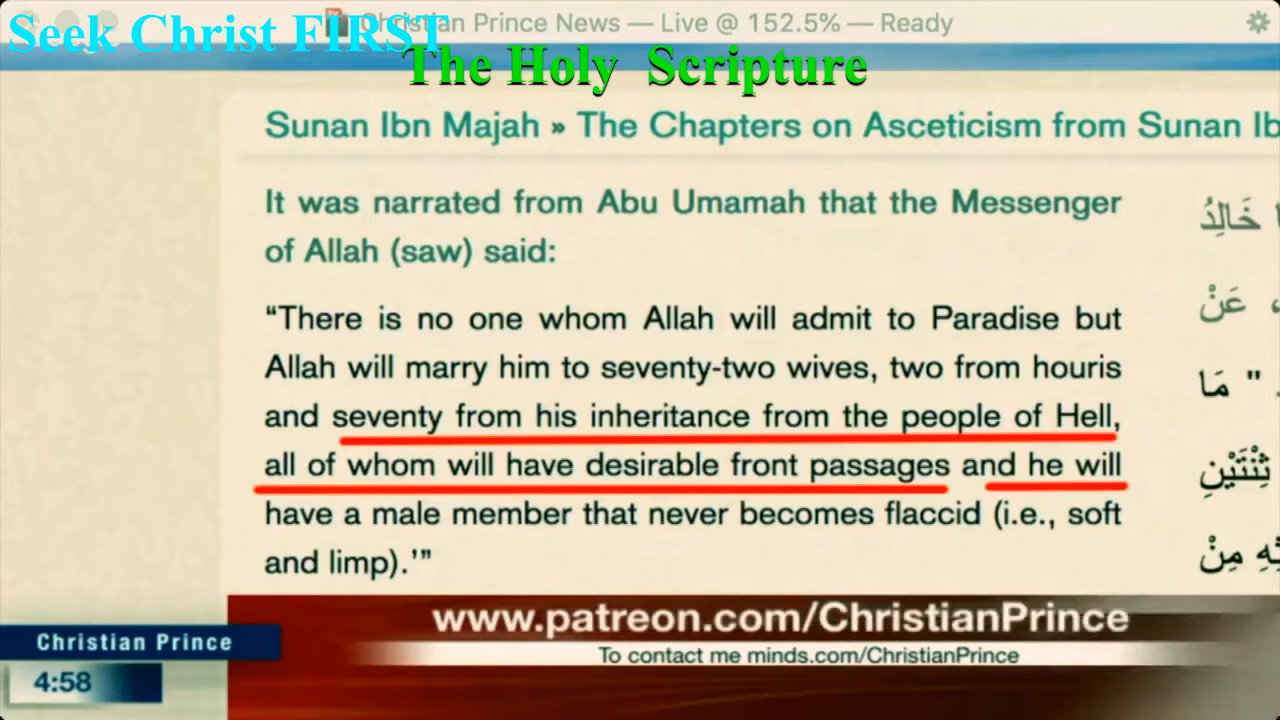 Christian Prince News — Live @ 152.5% — Ready
Seek Christ FIRST
The Holy Scripture
Sunan Ibn Majah » The Chapters on Asceticism from Sunan Ib
It was narrated from Abu Umamah that the Messenger
of Allah (saw) said:
“There is no one whom Allah will admit to Paradise but
Allah will marry him to seventy-two wives, two from houris
and seventy from his inheritance from the people of Hell,
all of whom will have desirable front passages and he will
have a male member that never becomes flaccid (i.e., soft
and limp).’”
خَالِدُ
عَنْ
" مَا
ثِنْتَيْنِ
مِنْ
www.patreon.com/ChristianPrince
To contact me minds.com/ChristianPrince
Christian Prince
4:58